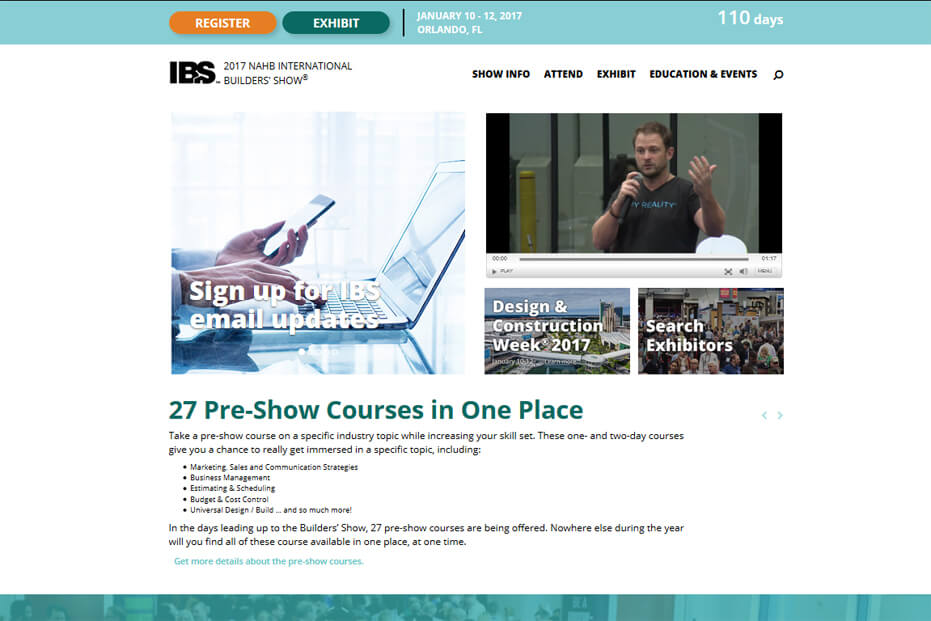 REGISTER
EXHIBIT
JANUARY 10 - 12, 2017
ORLANDO, FL
110 days
IBS
2017 NAHB INTERNATIONAL
BUILDERS' SHOW®
SHOW INFO
ATTEND
EXHIBIT
EDUCATION & EVENTS
Sign up for IBS
email updates
Y REALITY
00:00
01:17
PLAY
MENU
Design &
Construction
Week® 2017
January 10-12 ... Learn more
Search
Exhibitors
27 Pre-Show Courses in One Place
Take a pre-show course on a specific industry topic while increasing your skill set. These one- and two-day courses
give you a chance to really get immersed in a specific topic, including:
• Marketing, Sales and Communication Strategies
• Business Management
• Estimating & Scheduling
• Budget & Cost Control
• Universal Design / Build ... and so much more!
In the days leading up to the Builders' Show, 27 pre-show courses are being offered. Nowhere else during the year
will you find all of these course available in one place, at one time.
Get more details about the pre-show courses.